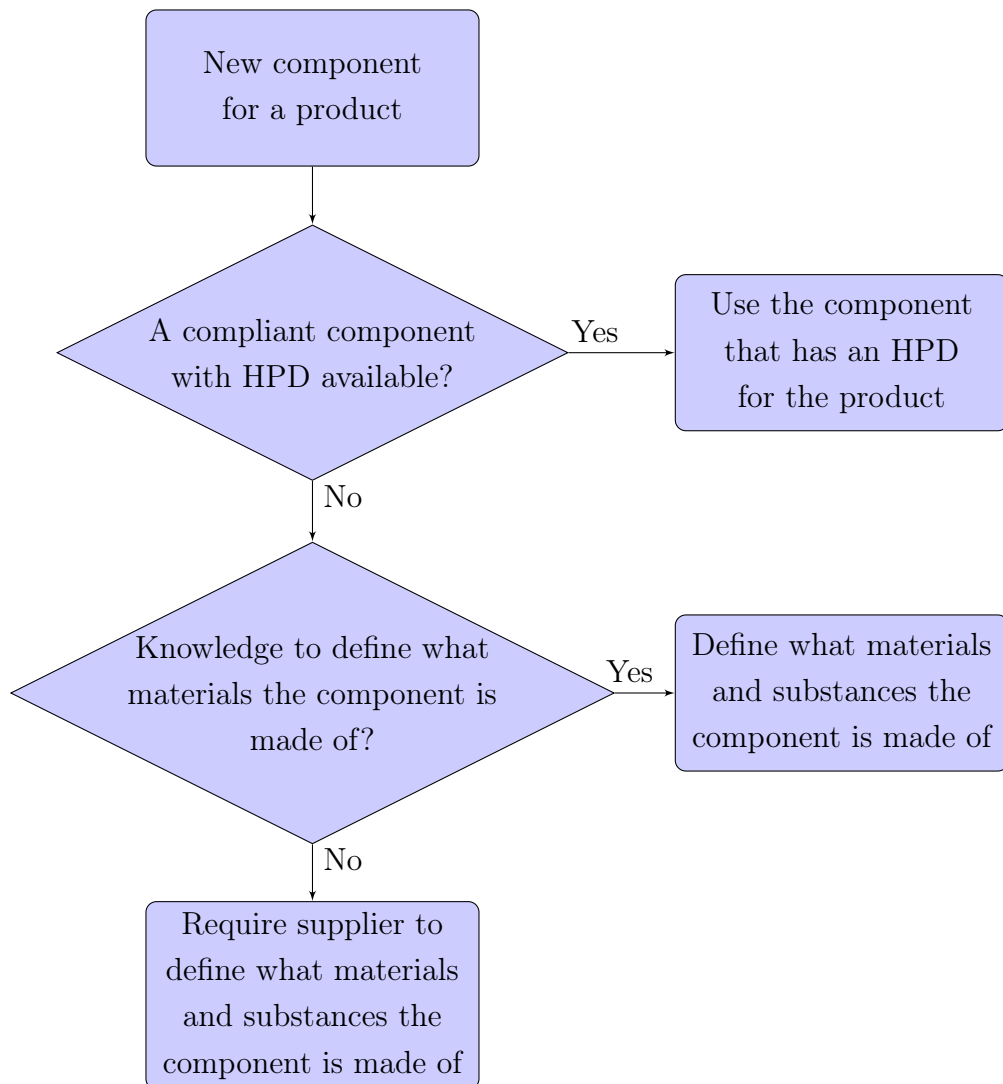 New component
for a product
A compliant component
with HPD available?
Yes
Use the component
that has an HPD
for the product
No
Knowledge to define what
materials the component is
made of?
Yes
Define what materials
and substances the
component is made of
No
Require supplier to
define what materials
and substances the
component is made of